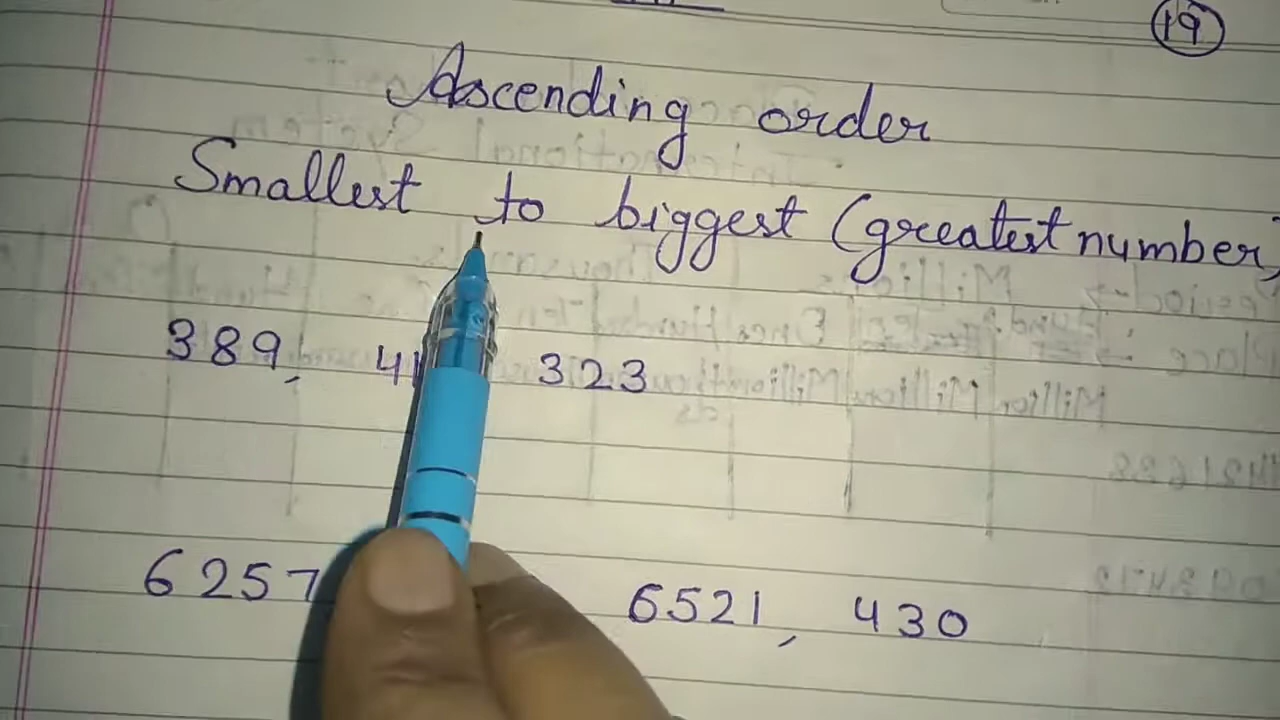 19
Ascending order
Smallest to biggest (greatest number)
389, 323
6257 6521, 430